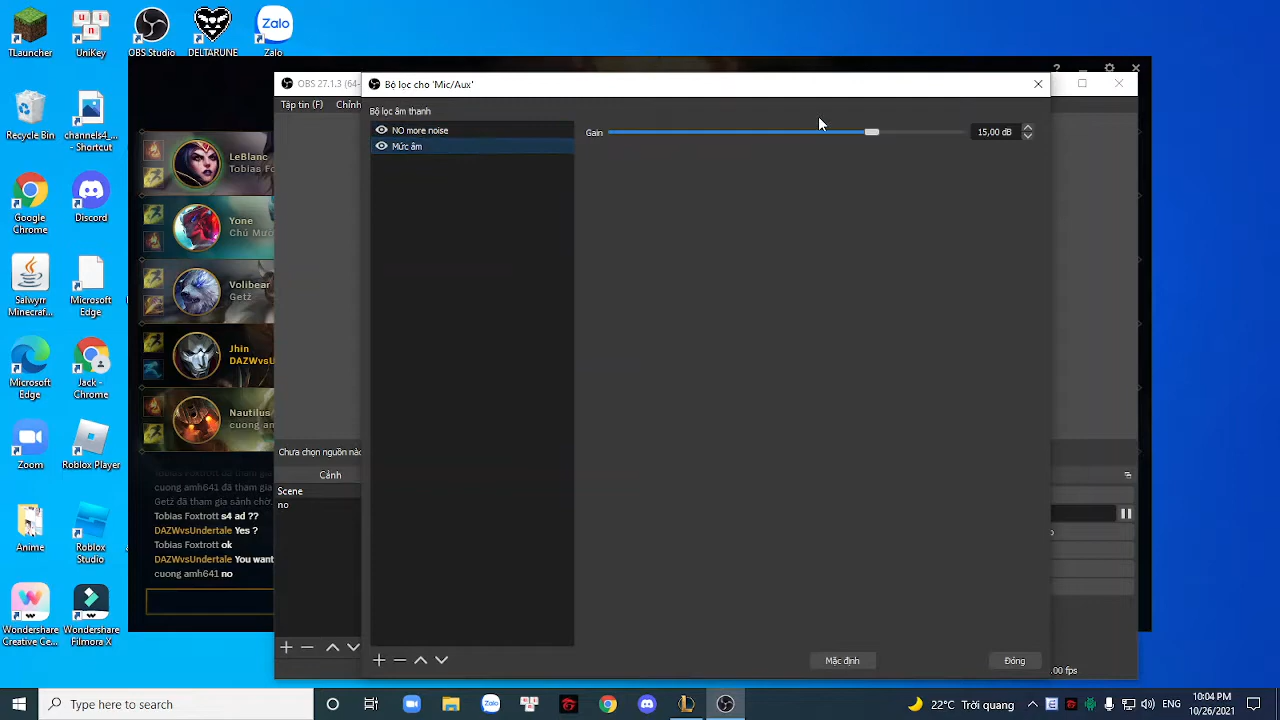 TLauncher
UniKey
OBS Studio
DELTARUNE
Zalo
Zalo
Recycle Bin
channels4_...
- Shortcut
Google
Chrome
Discord
Salwyrr
Minecraf...
Microsoft
Edge
Microsoft
Edge
Jack -
Chrome
Zoom
Roblox Player
Anime
Roblox
Studio
Wondershare
Creative Ce...
Wondershare
Filmora X
LeBlanc
Tobias Fo
Yone
Chú Mươ
Volibear
Getž
Jhin
DAZWvsU
Nautilus
cuong am
Tobias Foxtrott đã tham gia
cuong amh641 đã tham gia
Getž đã tham gia sảnh chờ.
Tobias Foxtrott s4 ad ??
DAZWvsUndertale Yes ?
Tobias Foxtrott ok
DAZWvsUndertale You want
cuong amh641 no
OBS 27.1.3 (64-
Tập tin (F)
Chỉnh
Chưa chọn nguồn nào
Cảnh
Scene
no
Bộ lọc cho 'Mic/Aux'
Bộ lọc âm thanh
NO more noise
Mức âm
Gain
15,00 dB
Mặc định
Đóng
.00 fps
Type here to search
Zalo
22°C Trời quang
ENG
10:04 PM
10/26/2021